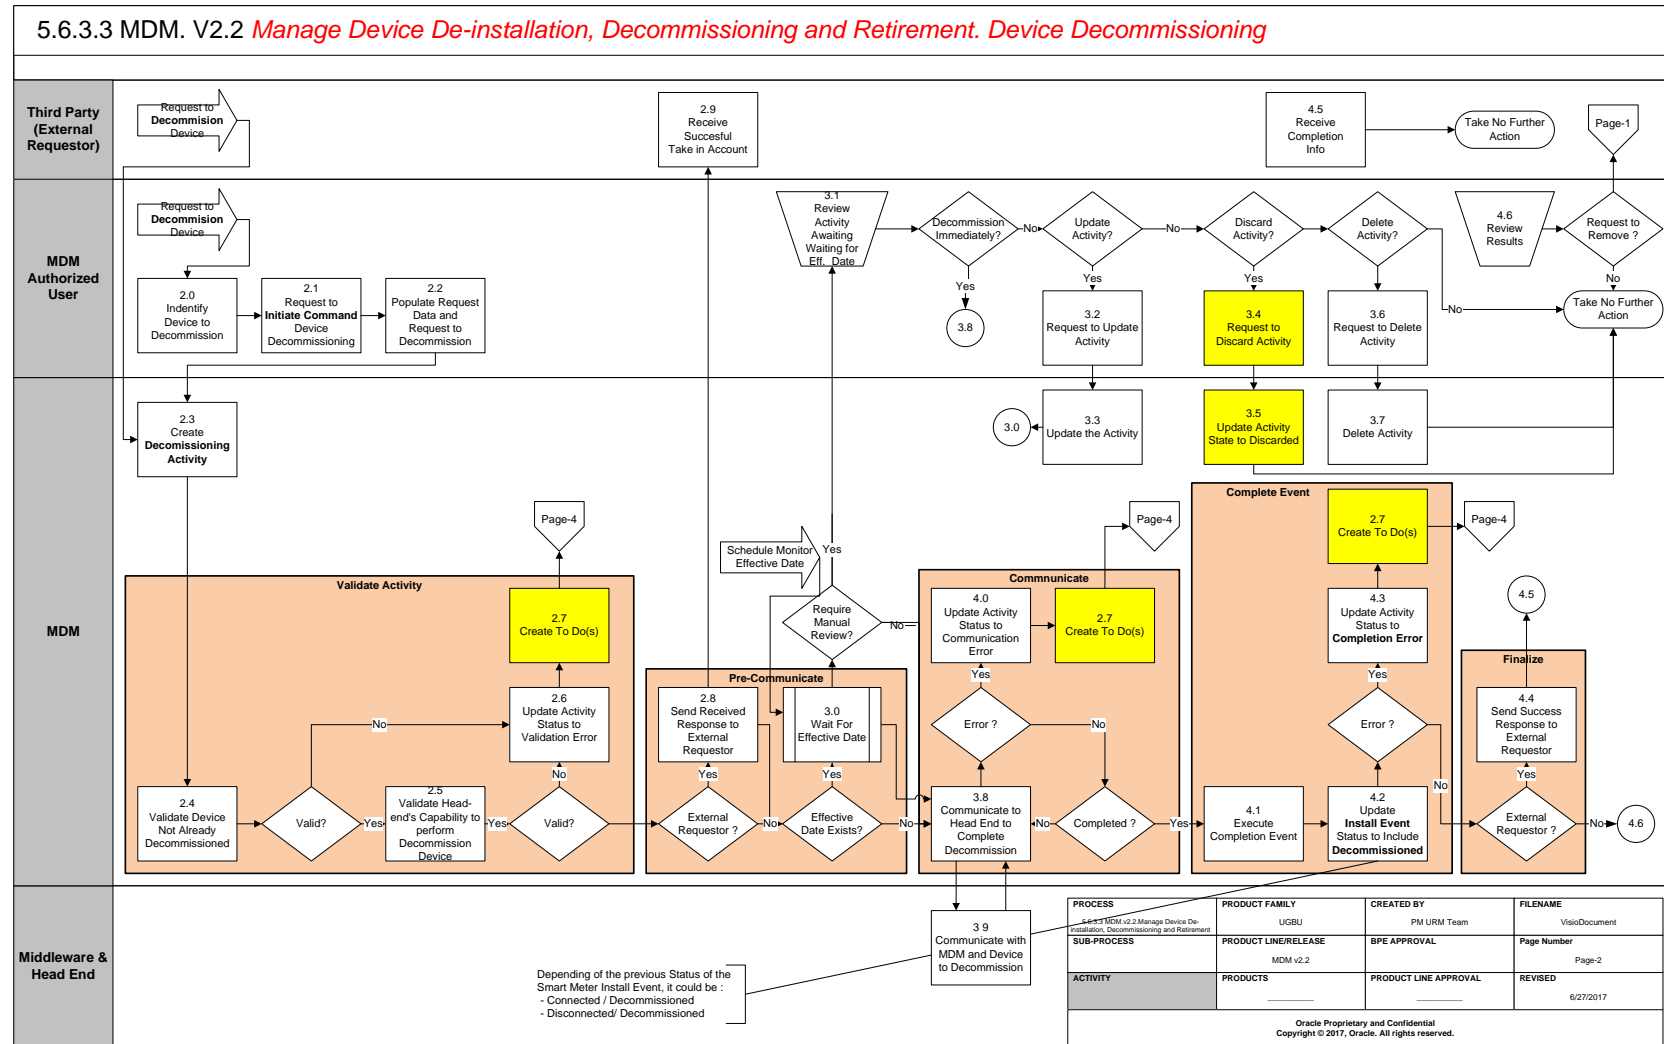 5.6.3.3 MDM. V2.2 Manage Device De-installation, Decommissioning and Retirement. Device Decommissioning
Third Party
(External
Requestor)
Request to
Decommision
Device
2.9
Receive
Succesful
Take in Account
4.5
Receive
Completion
Info
Take No Further
Action
Page-1
MDM
Authorized
User
Request to
Decommision
Device
2.0
Indentify
Device to
Decommission
2.1
Request to
Initiate Command
Device
Decommissioning
2.2
Populate Request
Data and
Request to
Decommission
3.1
Review
Activity
Awaiting
Waiting for
Eff.  Date
Decommission
Immediately?
No
Yes
3.8
Update
Activity?
No
Yes
3.2
Request to Update
Activity
Discard
Activity?
Yes
3.4
Request to
Discard Activity
Delete
Activity?
No
3.6
Request to Delete
Activity
4.6
Review
Results
Request to
Remove ?
No
Take No Further
Action
MDM
2.3
Create
Decomissioning
Activity
3.0
3.3
Update the Activity
3.5
Update Activity
State to Discarded
3.7
Delete Activity
Validate Activity
Page-4
2.7
Create To Do(s)
2.6
Update Activity
Status to
Validation Error
No
No
2.4
Validate Device
Not Already
Decommissioned
Valid?
Yes
2.5
Validate Head-
end's Capability to
perform
Decommission
Device
Yes
Valid?
Schedule Monitor
Effective Date
Yes
Require
Manual
Review?
No
Pre-Communicate
2.8
Send Received
Response to
External
Requestor
3.0
Wait For
Effective Date
Yes
Yes
External
Requestor ?
No
Effective
Date Exists?
No
Commnunicate
Page-4
4.0
Update Activity
Status to
Communication
Error
2.7
Create To Do(s)
Yes
Error ?
No
3.8
Communicate to
Head End to
Complete
Decommission
No
Completed ?
Yes
Complete Event
2.7
Create To Do(s)
Page-4
4.3
Update Activity
Status to
Completion Error
Yes
Error ?
No
4.1
Execute
Completion Event
4.2
Update
Install Event
Status to Include
Decommissioned
4.5
Finalize
4.4
Send Success
Response to
External
Requestor
Yes
External
Requestor ?
No
4.6
Middleware &
Head End
3 9
Communicate with
MDM and Device
to Decommission
Depending of the previous Status of the
Smart Meter Install Event, it could be :
- Connected / Decommissioned
- Disconnected/ Decommissioned
PROCESS
5.6.3.3 MDM.v2.2.Manage Device De-
installation, Decommissioning and Retirement
PRODUCT FAMILY
UGBU
CREATED BY
PM URM Team
FILENAME
VisioDocument
SUB-PROCESS
PRODUCT LINE/RELEASE
MDM v2.2
BPE APPROVAL
Page Number
Page-2
ACTIVITY
PRODUCTS
PRODUCT LINE APPROVAL
REVISED
6/27/2017
Oracle Proprietary and Confidential
Copyright © 2017, Oracle. All rights reserved.